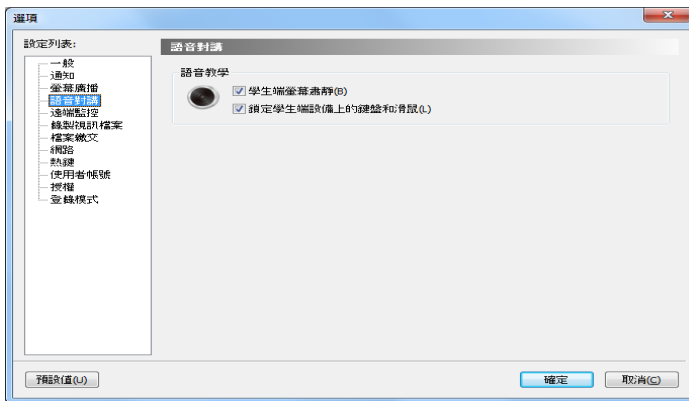 選項
設定列表:
一般
通知
螢幕廣播
語音對講
遠端監控
錄製視訊檔案
檔案繳交
網路
熱鍵
使用者帳號
授權
登錄模式
語音對講
語音教學
學生端螢幕肅靜(B)
鎖定學生端設備上的鍵盤和滑鼠(L)
預設值(U)
確定
取消(C)